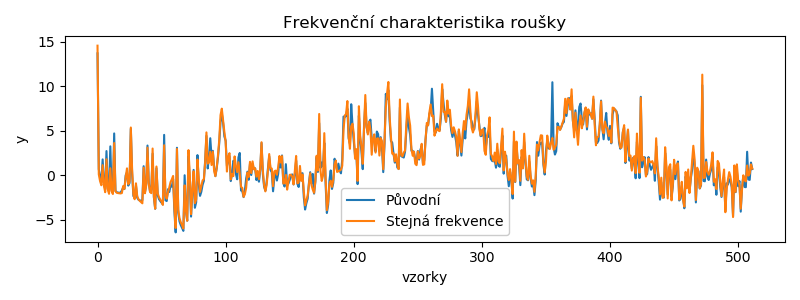 Frekvenční charakteristika roušky
15
10
5
0
−5
y
Původní
Stejná frekvence
0 100 200 300 400 500
vzorky